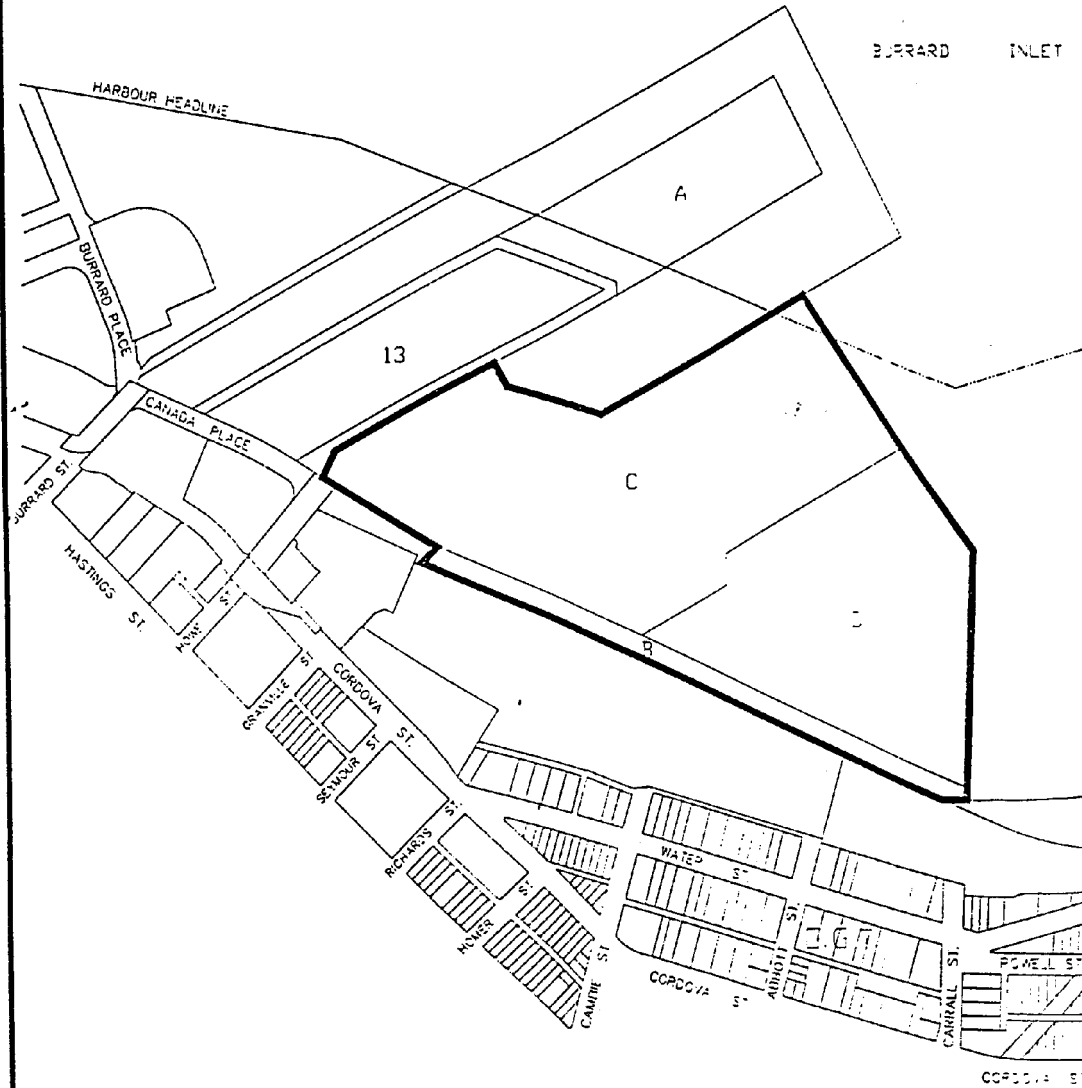 BURRARD INLET
HARBOUR HEADLINE
A
BURRARD PLACE
13
CANADA PLACE
C
BURRARD ST.
HASTINGS ST.
B
HOWE ST.
CORDOVA ST.
GRANVILLE ST.
SEYMOUR ST.
RICHARDS ST.
WATER ST
HOMER ST.
ABBOTT ST.
CORDOVA ST
CAMBIE ST.
CARRALL ST.
POWELL ST
CORDOVA